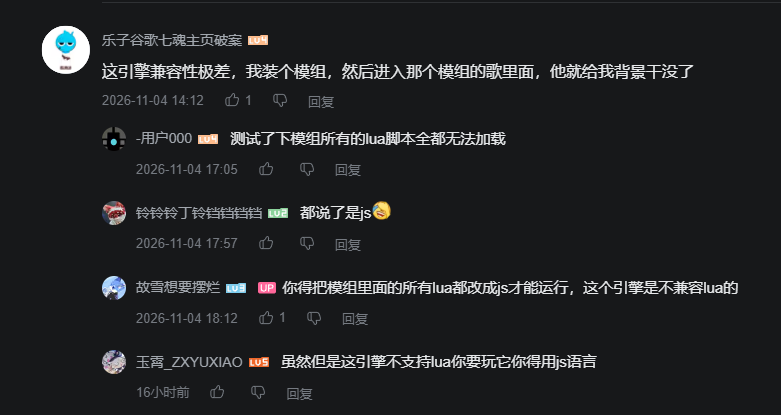 乐子谷歌七魂主页破案 LV4
这引擎兼容性极差，我装个模组，然后进入那个模组的歌里面，他就给我背景干没了
2026-11-04 14:12 1 回复
-用户000 LV4 测试了下模组所有的lua脚本全都无法加载
2026-11-04 17:05 回复
铃铃铃丁铃铛铛铛铛 LV2 都说了是js
2026-11-04 17:57 回复
故雪想要摆烂 LV3 UP 你得把模组里面的所有lua都改成js才能运行，这个引擎是不兼容lua的
2026-11-04 18:12 1 回复
玉霄_ZXYUXIAO LV5 虽然但是这引擎不支持lua你要玩它你得用js语言
16小时前 回复